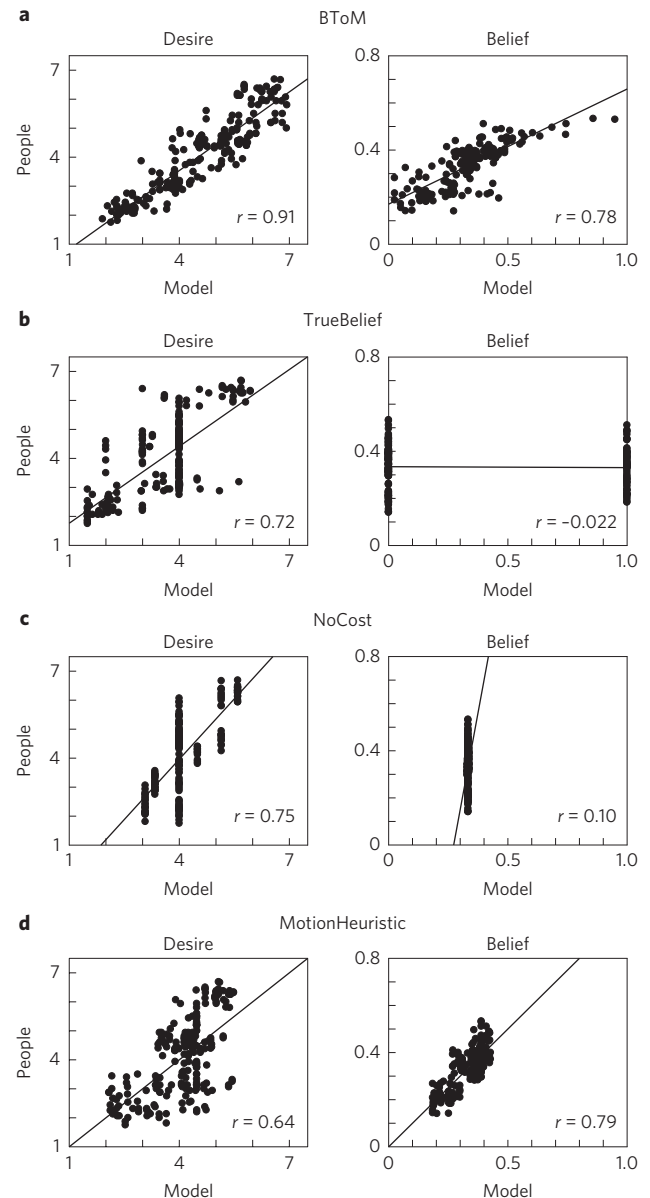 a
BToM
Desire
Belief
7
4
1
People
r = 0.91
1 4 7
Model
0.8
0.4
0
r = 0.78
0 0.5 1.0
Model
b
TrueBelief
Desire
Belief
7
4
1
People
r = 0.72
1 4 7
Model
0.8
0.4
0
r = –0.022
0 0.5 1.0
Model
c
NoCost
Desire
Belief
7
4
1
People
r = 0.75
1 4 7
Model
0.8
0.4
0
r = 0.10
0 0.5 1.0
Model
d
MotionHeuristic
Desire
Belief
7
4
1
People
r = 0.64
1 4 7
Model
0.8
0.4
0
r = 0.79
0 0.5 1.0
Model